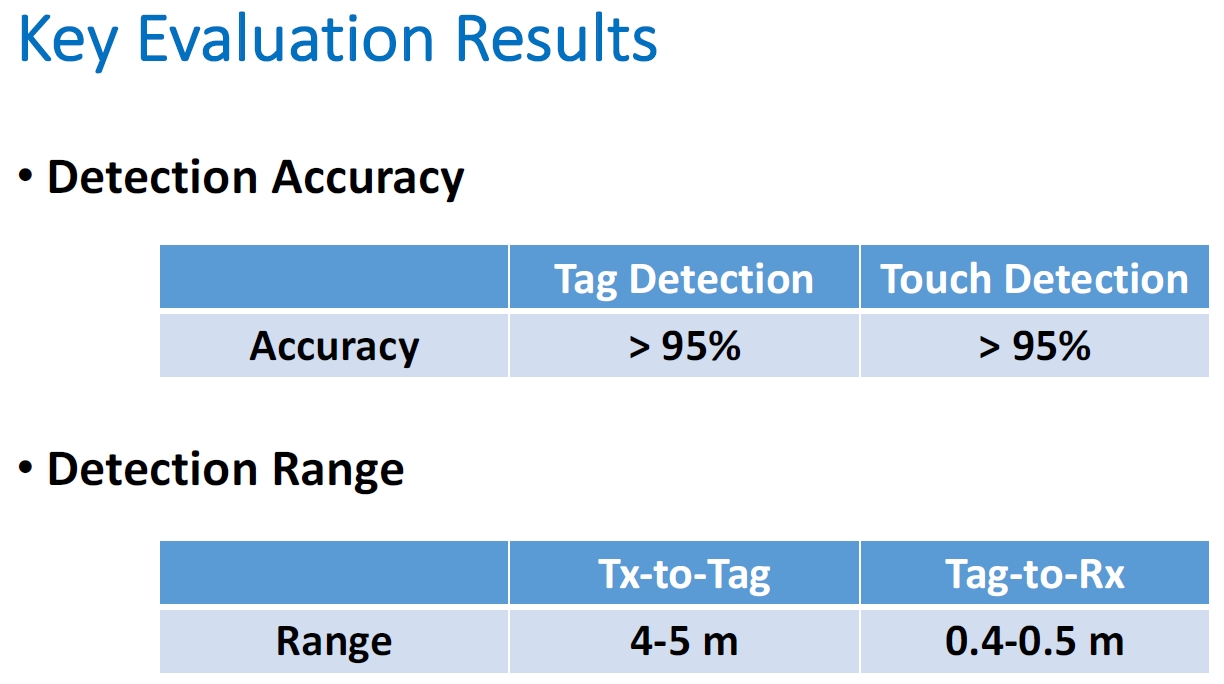 Key Evaluation Results
• Detection Accuracy
Tag Detection Touch Detection
Accuracy > 95% > 95%
• Detection Range
Tx-to-Tag Tag-to-Rx
Range 4-5 m 0.4-0.5 m